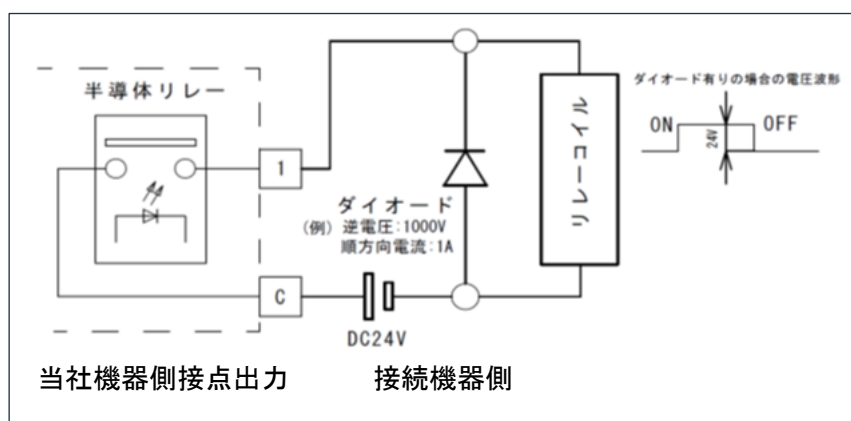 半導体リレー
1
C
ダイオード
(例) 逆電圧:1000V
順方向電流:1A
DC24V
リレーコイル
ダイオード有りの場合の電圧波形
ON
24V
OFF
当社機器側接点出力
接続機器側